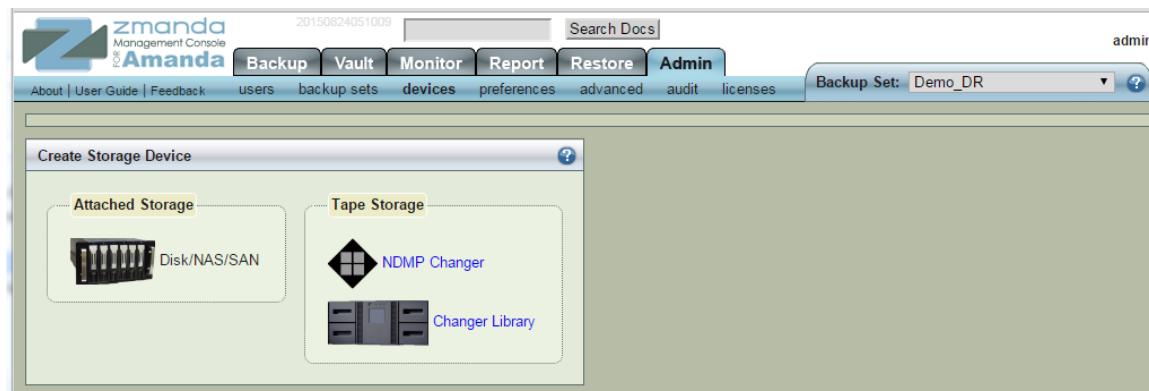 zmanda
Management Console
FOR Amanda
20150824051009
Search Docs
admin
Backup Vault Monitor Report Restore Admin
About | User Guide | Feedback
users backup sets devices preferences advanced audit licenses
Backup Set: Demo_DR
?
Create Storage Device
?
Attached Storage
Disk/NAS/SAN
Tape Storage
NDMP Changer
Changer Library